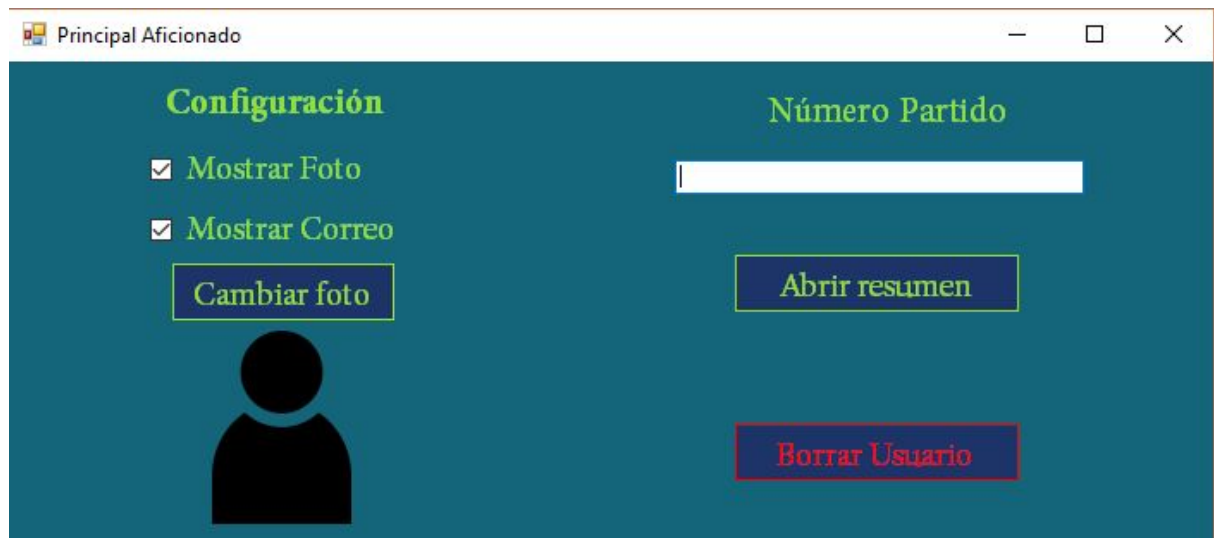 Principal Aficionado
Configuración
Mostrar Foto
Mostrar Correo
Cambiar foto
Número Partido
Abrir resumen
Borrar Usuario